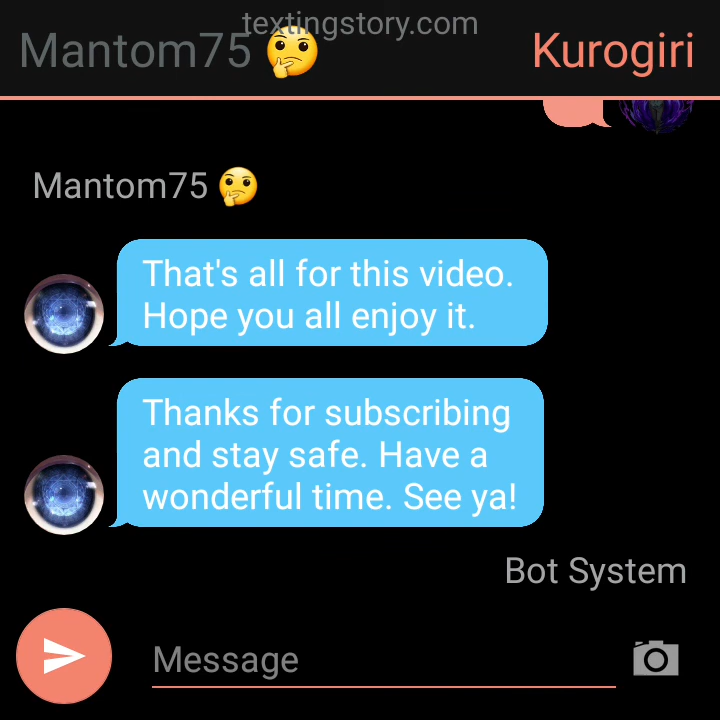 textingstory.com
Mantom75 🤔
Kurogiri
Mantom75 🤔
That's all for this video.
Hope you all enjoy it.
Thanks for subscribing
and stay safe. Have a
wonderful time. See ya!
Bot System
Message